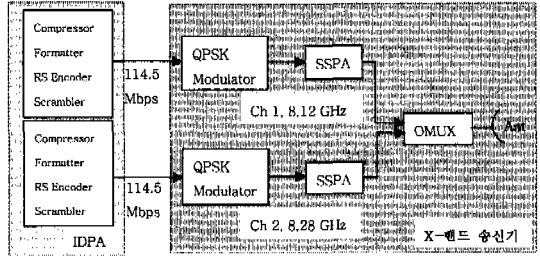 Compressor
Formatter
RS Encoder
Scrambler
Compressor
Formatter
RS Encoder
Scrambler
IDPA
114.5
Mbps
114.5
Mbps
QPSK
Modulator
SSPA
Ch 1, 8.12 GHz
QPSK
Modulator
SSPA
Ch 2, 8.28 GHz
OMUX
Ant
X-밴드 송신기